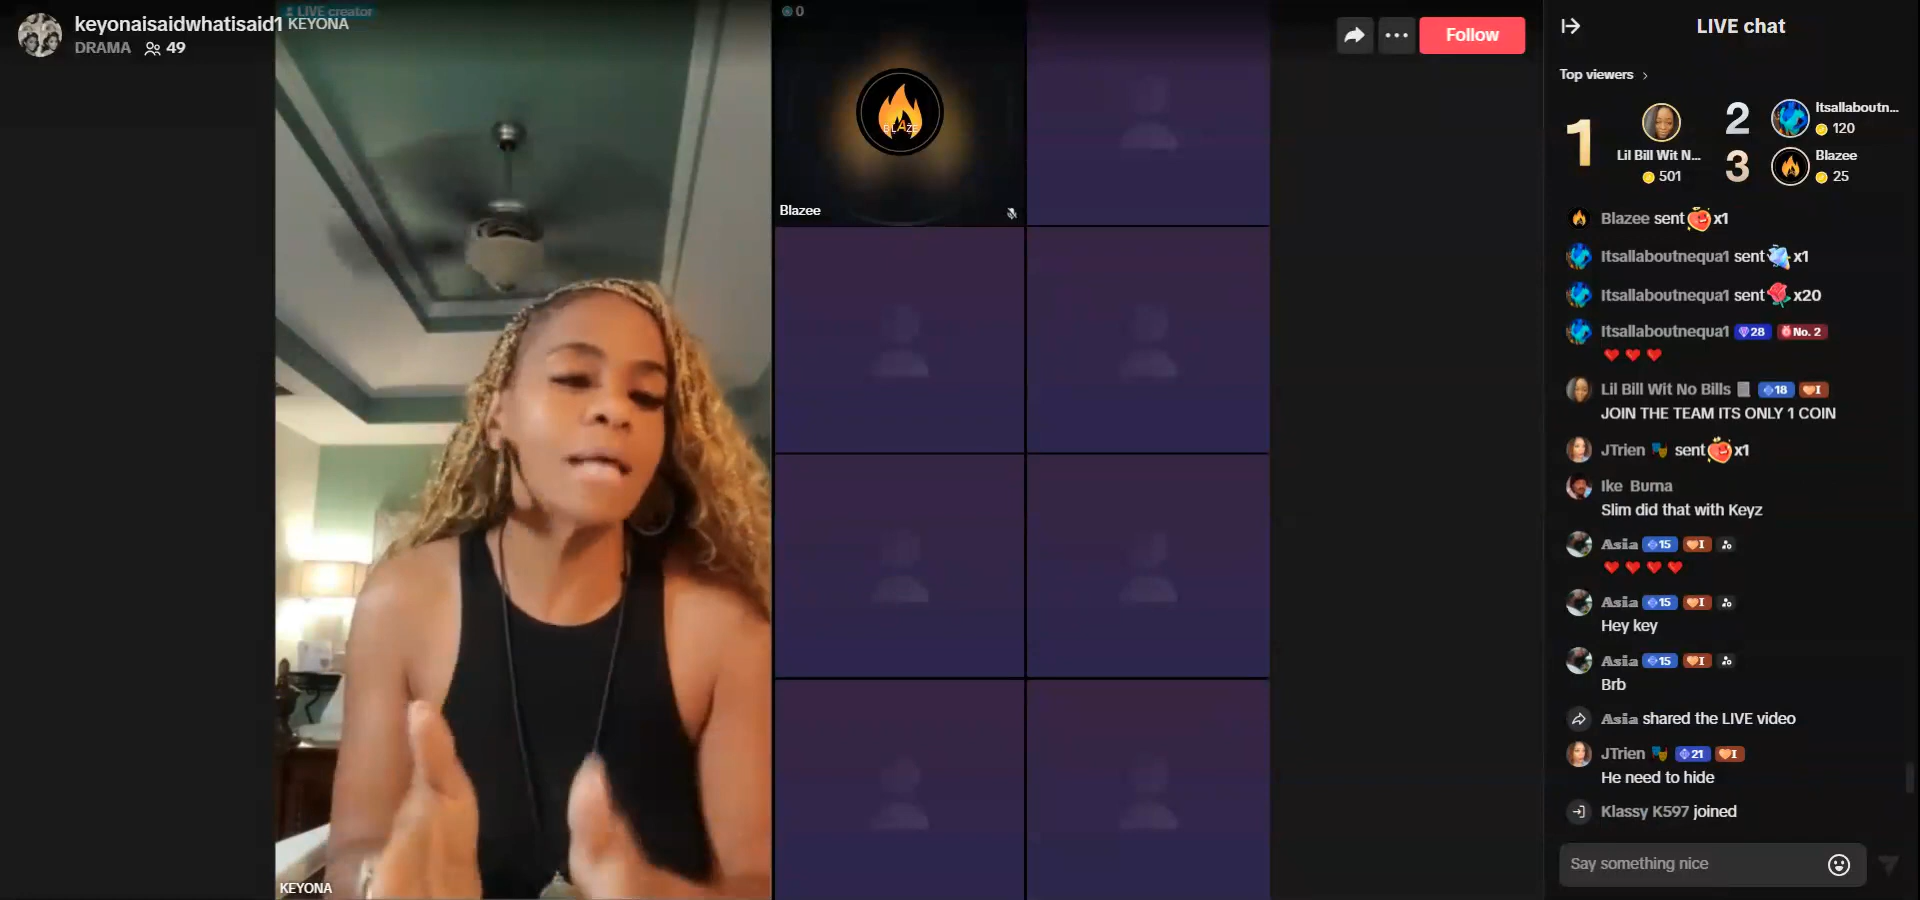 keyonaisaidwhatisaid1 KEYONA
DRAMA 49
LIVE creator
0
BLAZE
Blazee
KEYONA
Follow
LIVE chat
Top viewers
1
Lil Bill Wit N...
501
2
Itsallaboutn...
120
3
Blazee
25
Blazee sent x1
Itsallaboutnequa1 sent x1
Itsallaboutnequa1 sent x20
Itsallaboutnequa1 28 No. 2
Lil Bill Wit No Bills 18 I
JOIN THE TEAM ITS ONLY 1 COIN
JTrien sent x1
Ike Burna
Slim did that with Keyz
Asia 15 I
Asia 15 I
Hey key
Asia 15 I
Brb
Asia shared the LIVE video
JTrien 21 I
He need to hide
Klassy K597 joined
Say something nice